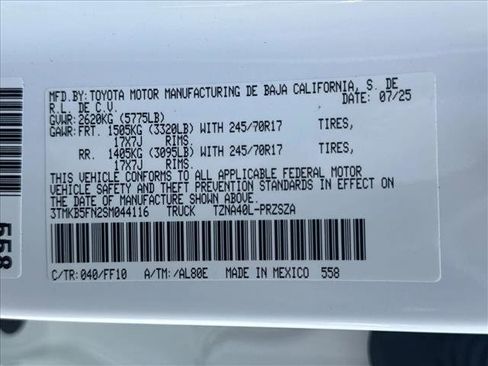 MFD. BY: TOYOTA MOTOR MANUFACTURING DE BAJA CALIFORNIA, S. DE
R. L. DE C. V. DATE: 07/25
GVWR: 2620KG (5775LB)
GAWR: FRT. 1505KG (3320LB) WITH 245/70R17 TIRES,
17X7J RIMS.
RR. 1405KG (3095LB) WITH 245/70R17 TIRES,
17X7J RIMS.
THIS VEHICLE CONFORMS TO ALL APPLICABLE FEDERAL MOTOR
VEHICLE SAFETY AND THEFT PREVENTION STANDARDS IN EFFECT ON
THE DATE OF MANUFACTURE SHOWN ABOVE.
3TMKB5FN2SM044116 TRUCK TZNA40L-PRZSZA
C/TR: 040/FF10 A/TM: /AL80E MADE IN MEXICO 558
558